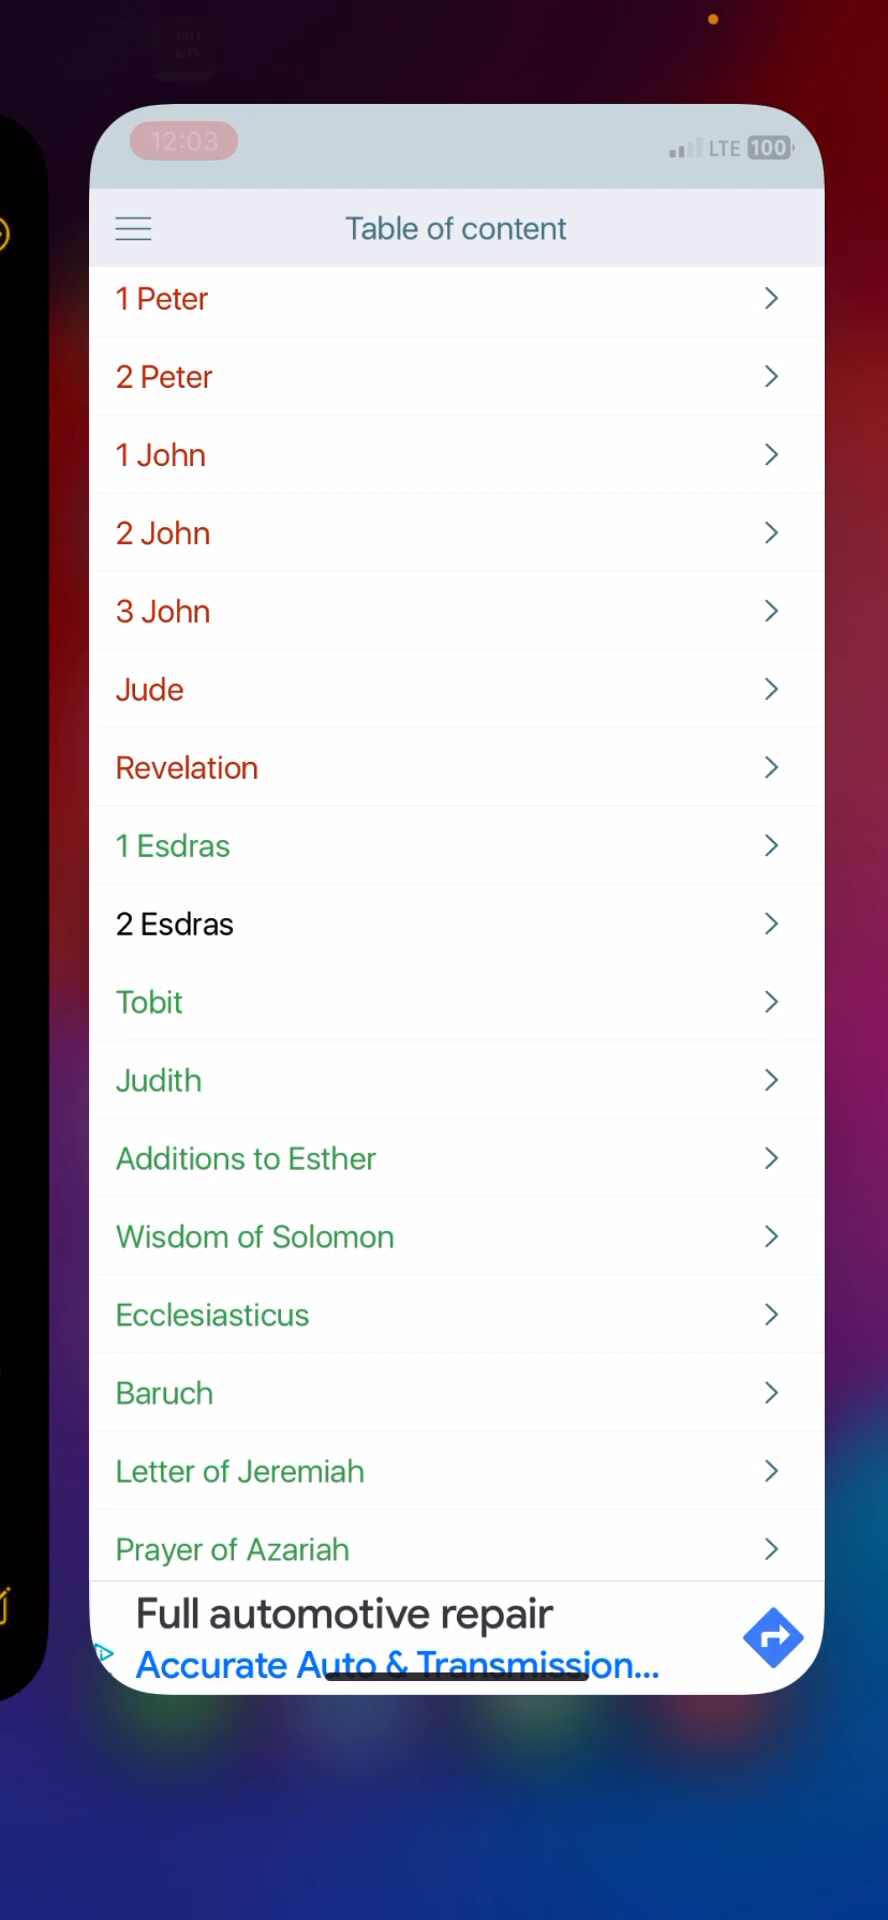 12:03
LTE 100
Table of content
1 Peter
2 Peter
1 John
2 John
3 John
Jude
Revelation
1 Esdras
2 Esdras
Tobit
Judith
Additions to Esther
Wisdom of Solomon
Ecclesiasticus
Baruch
Letter of Jeremiah
Prayer of Azariah
Full automotive repair
Accurate Auto & Transmission...